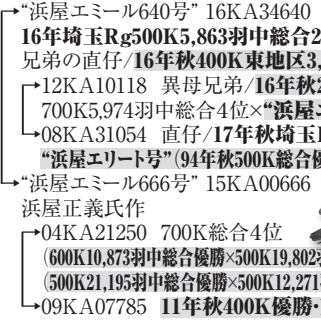 “浜屋エミール640号” 16KA34640
16年埼玉Rg500K5,863羽中総合2
兄弟の直仔/16年秋400K東地区3,
12KA10118 異母兄弟/16年秋2
700K5,974羽中総合4位×“浜屋エ
08KA31054 直仔/17年秋埼玉
“浜屋エリート号”(94年秋500K総合優
“浜屋エミール666号” 15KA00666
浜屋正義氏作
04KA21250 700K総合4位
(600K10,873羽中総合優勝×500K19,802
(500K21,195羽中総合優勝×500K12,271
09KA07785 11年秋400K優勝・